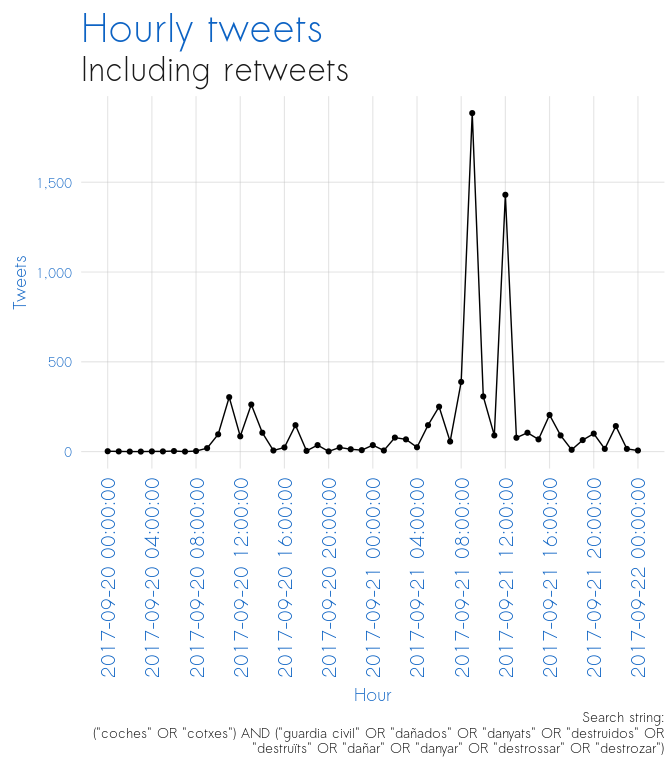 Hourly tweets
Including retweets
1,500
1,000
500
0
Tweets
2017-09-20 00:00:00
2017-09-20 04:00:00
2017-09-20 08:00:00
2017-09-20 12:00:00
2017-09-20 16:00:00
2017-09-20 20:00:00
2017-09-21 00:00:00
2017-09-21 04:00:00
2017-09-21 08:00:00
2017-09-21 12:00:00
2017-09-21 16:00:00
2017-09-21 20:00:00
2017-09-22 00:00:00
Hour
Search string:
("coches" OR "cotxes") AND ("guardia civil" OR "dañados" OR "danyats" OR "destruidos" OR
"destruïts" OR "dañar" OR "danyar" OR "destrossar" OR "destrozar")